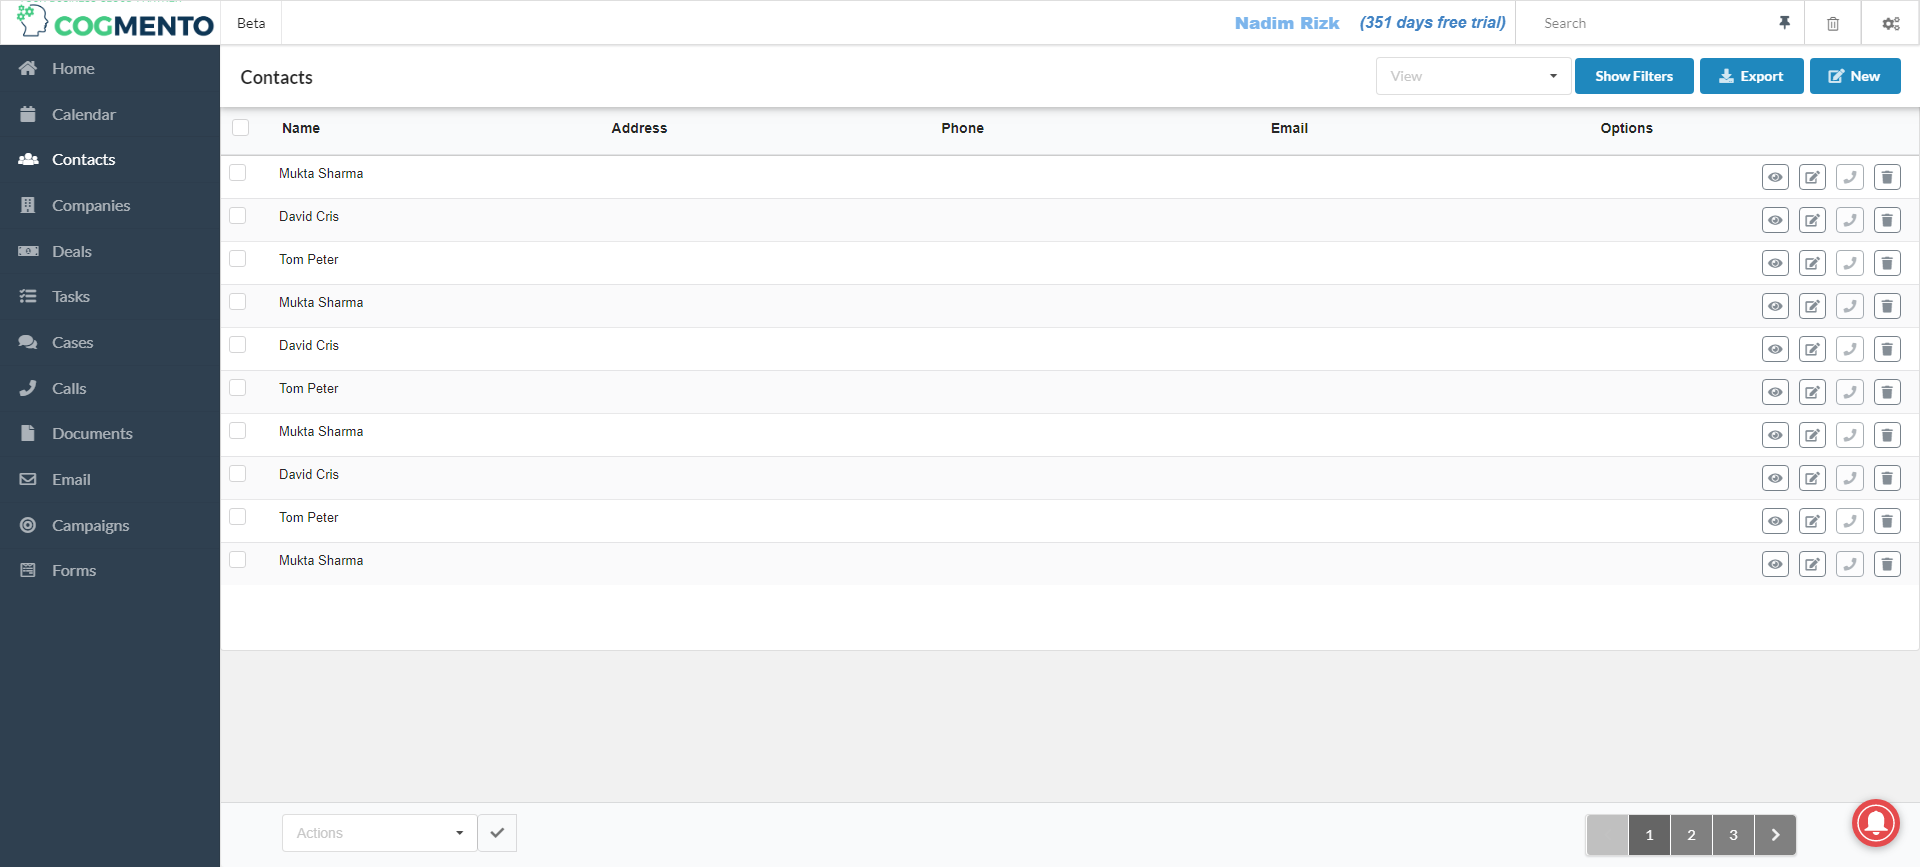 COGMENTO
Beta
Nadim Rizk
(351 days free trial)
Search
Home
Calendar
Contacts
Companies
Deals
Tasks
Cases
Calls
Documents
Email
Campaigns
Forms
Contacts
View
Show Filters
Export
New
Name Address Phone Email Options
Mukta Sharma
David Cris
Tom Peter
Mukta Sharma
David Cris
Tom Peter
Mukta Sharma
David Cris
Tom Peter
Mukta Sharma
Actions
1 2 3